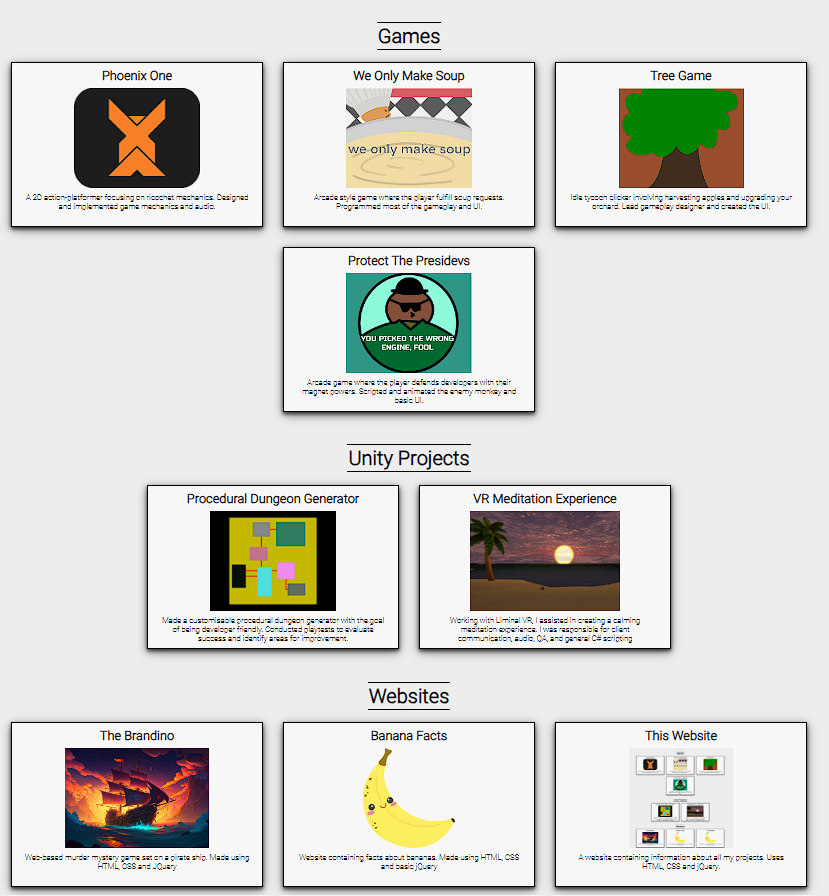 Games
Phoenix One
A 2D action-platformer focusing on ricochet mechanics. Designed
and implemented game mechanics and audio.
We Only Make Soup
we only make soup
Arcade style game where the player fulfill soup requests.
Programmed most of the gameplay and UI.
Tree Game
Idle tycoon clicker involving harvesting apples and upgrading your
orchard. Lead gameplay designer and created the UI.
Protect The Presidevs
YOU PICKED THE WRONG
ENGINE, FOOL
Arcade game where the player defends developers with their
magnet powers. Scripted and animated the enemy monkey and
basic UI.
Unity Projects
Procedural Dungeon Generator
Made a customisable procedural dungeon generator with the goal
of being developer friendly. Conducted playtests to evaluate
success and identify areas for improvement.
VR Meditation Experience
Working with Liminal VR, I assisted in creating a calming
meditation experience. I was responsible for client
communication, audio, QA, and general C# scripting
Websites
The Brandino
Web-based murder mystery game set on a pirate ship. Made using
HTML, CSS and JQuery
Banana Facts
Website containing facts about bananas. Made using HTML, CSS
and basic jQuery
This Website
A website containing information about all my projects. Uses
HTML, CSS and jQuery.